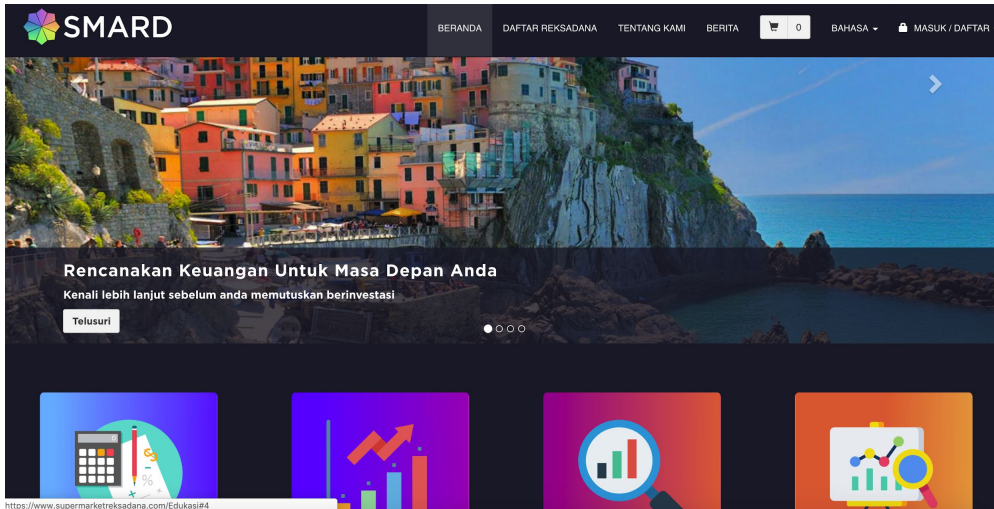 SMARD
BERANDA
DAFTAR REKSADANA
TENTANG KAMI
BERITA
0
BAHASA
MASUK / DAFTAR
Rencanakan Keuangan Untuk Masa Depan Anda
Kenali lebih lanjut sebelum anda memutuskan berinvestasi
Telusuri
%
https://www.supermarketreksadana.com/Edukasi#4